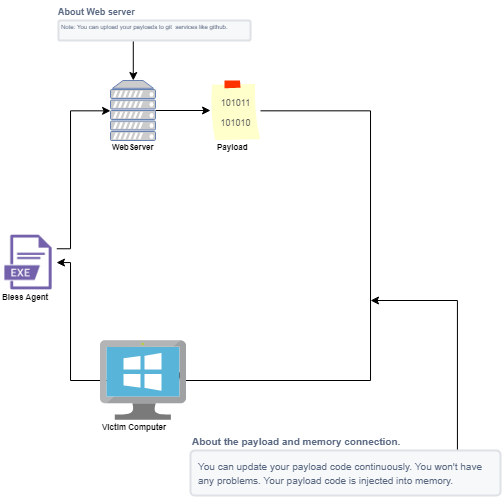 About Web server
Note: You can upload your payloads to git services like github.
101011
101010
WebServer
Payload
EXE
Bless Agent
Victim Computer
About the payload and memory connection.
You can update your payload code continuously. You won't have
any problems. Your payload code is injected into memory.